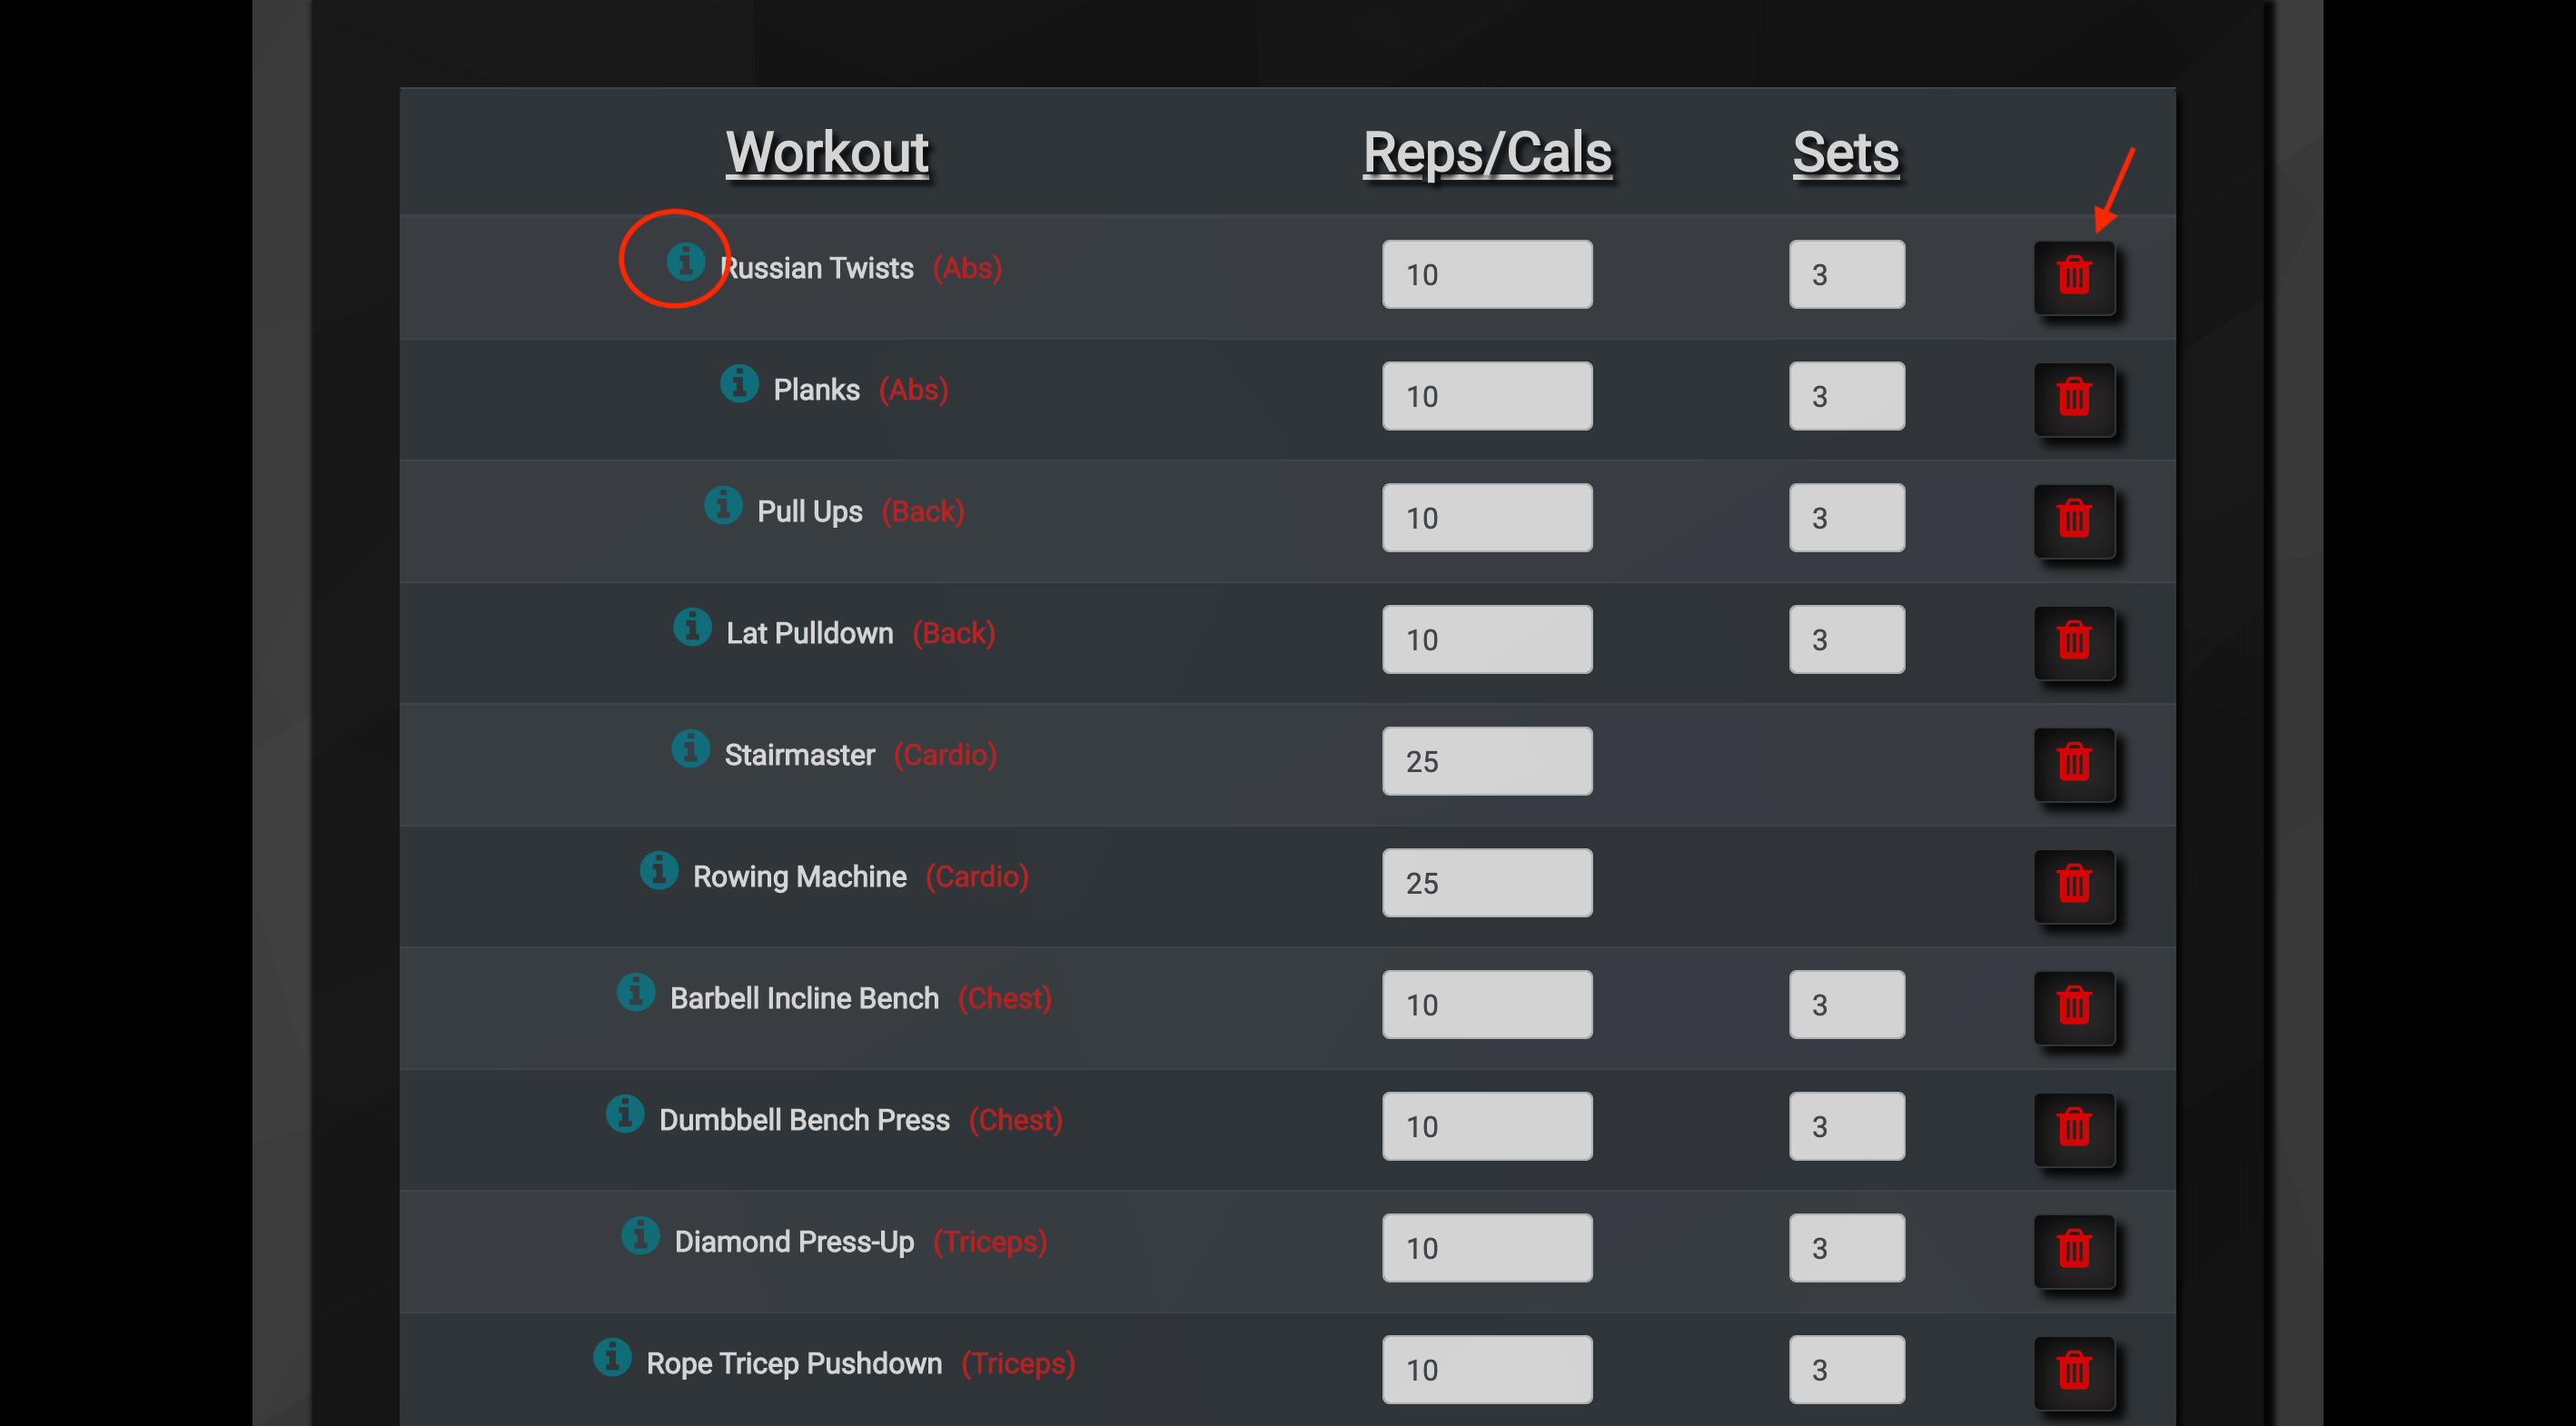 Workout Reps/Cals Sets
Russian Twists (Abs) 10 3
Planks (Abs) 10 3
Pull Ups (Back) 10 3
Lat Pulldown (Back) 10 3
Stairmaster (Cardio) 25
Rowing Machine (Cardio) 25
Barbell Incline Bench (Chest) 10 3
Dumbbell Bench Press (Chest) 10 3
Diamond Press-Up (Triceps) 10 3
Rope Tricep Pushdown (Triceps) 10 3